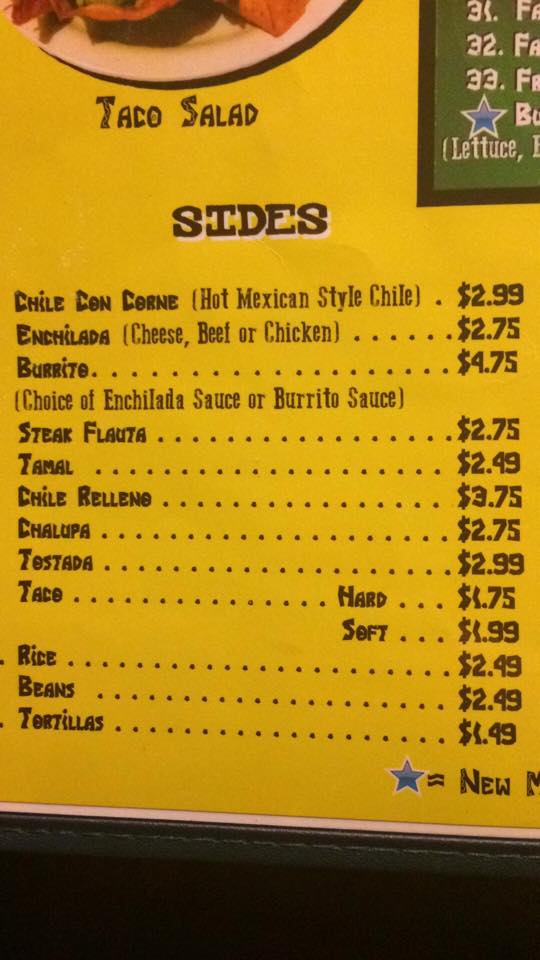 31. Fa
32. Fa
33. Fr
Bu
(Lettuce,
Taco Salad
SIDES
Chile Con Corne (Hot Mexican Style Chile) . $2.99
Enchilada (Cheese, Beef or Chicken) . . . . . . $2.75
Burrito. . . . . . . . . . . . . . . . . . . . $4.75
(Choice of Enchilada Sauce or Burrito Sauce)
Steak Flauta . . . . . . . . . . . . . . . . $2.75
Tamal . . . . . . . . . . . . . . . . . . . $2.49
Chile Relleno . . . . . . . . . . . . . . . $3.75
Chalupa . . . . . . . . . . . . . . . . . . $2.75
Tostada . . . . . . . . . . . . . . . . . . . $2.99
Taco . . . . . . . . . . . . . . Hard . . . $1.75
Soft . . . $1.99
Rice . . . . . . . . . . . . . . . . . . . . $2.49
Beans . . . . . . . . . . . . . . . . . . . $2.49
Tortillas . . . . . . . . . . . . . . . . . . $1.49
= New M